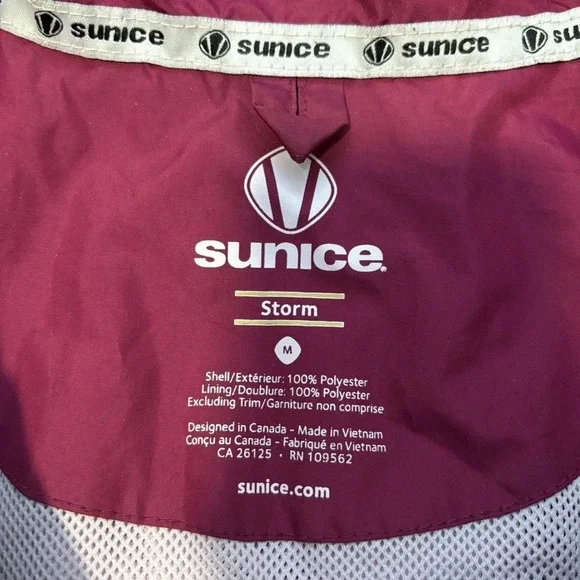 sunice sunice sunice su
sunice®
Storm
M
Shell/Extérieur: 100% Polyester
Lining/Doublure: 100% Polyester
Excluding Trim/Garniture non comprise
Designed in Canada - Made in Vietnam
Conçu au Canada - Fabriqué en Vietnam
CA 26125 · RN 109562
sunice.com